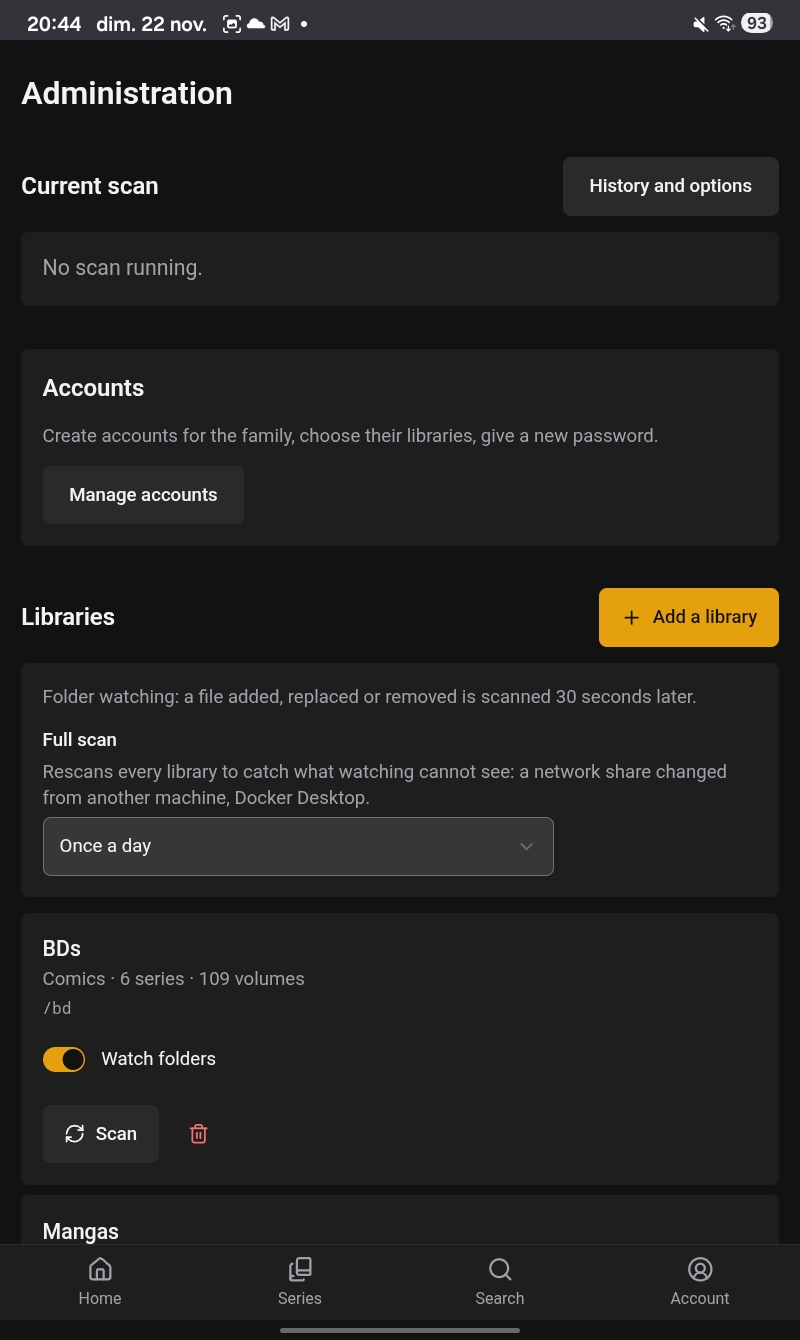 20:44 dim. 22 nov.
93
Administration
Current scan
History and options
No scan running.
Accounts
Create accounts for the family, choose their libraries, give a new password.
Manage accounts
Libraries
Add a library
Folder watching: a file added, replaced or removed is scanned 30 seconds later.
Full scan
Rescans every library to catch what watching cannot see: a network share changed
from another machine, Docker Desktop.
Once a day
BDs
Comics · 6 series · 109 volumes
/bd
Watch folders
Scan
Mangas
Home
Series
Search
Account